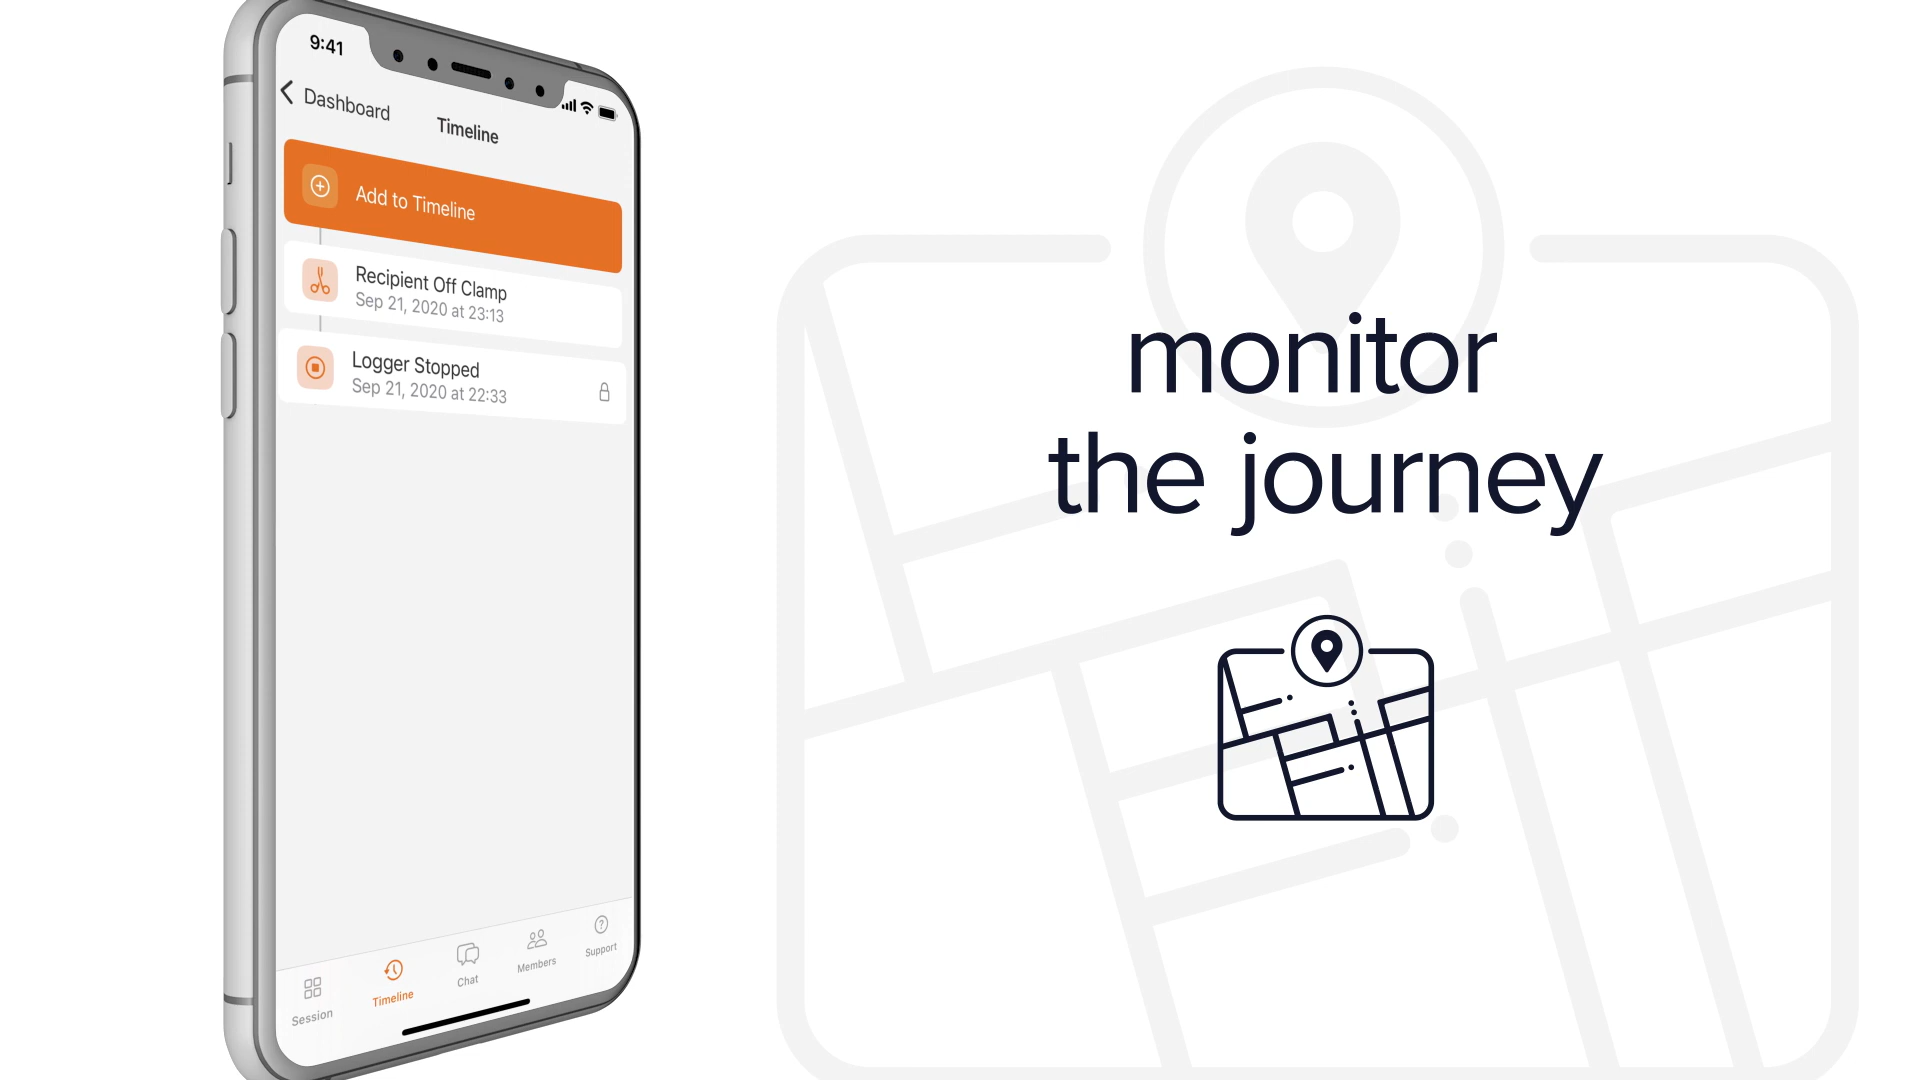 9:41
Dashboard
Timeline
Add to Timeline
Recipient Off Clamp
Sep 21, 2020 at 23:13
Logger Stopped
Sep 21, 2020 at 22:33
Session
Timeline
Chat
Members
Support
monitor
the journey